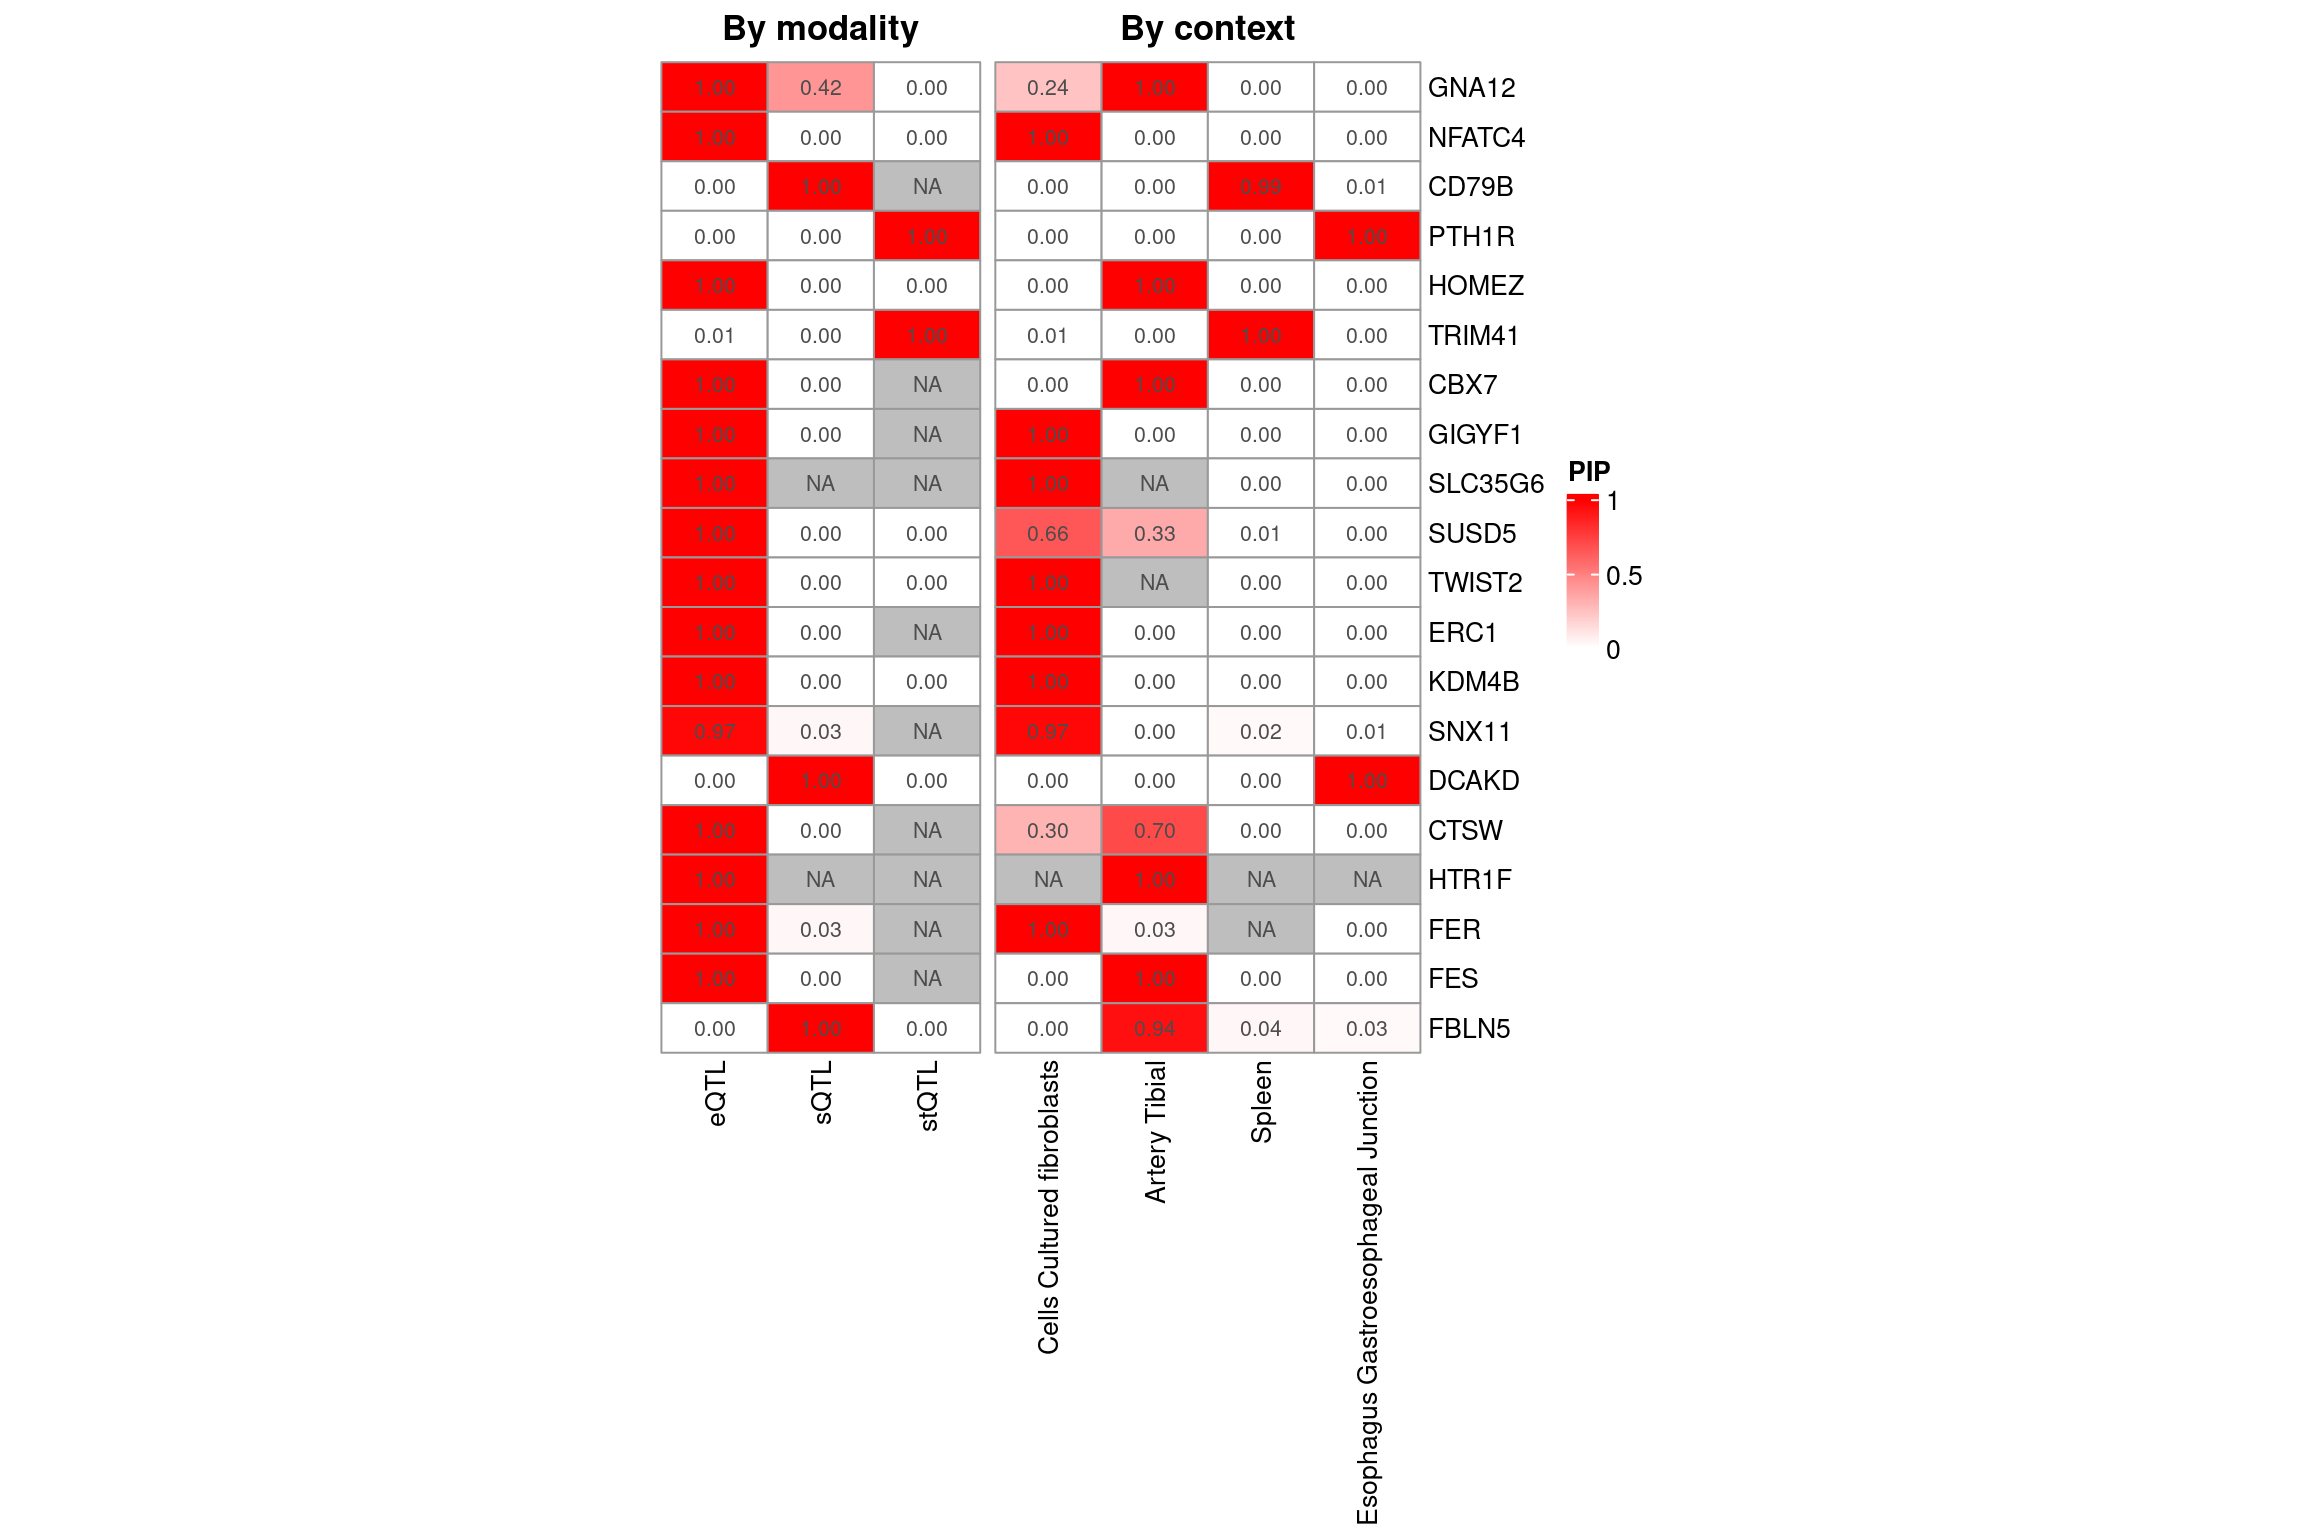 By modality By context
1.00 0.42 0.00 0.24 1.00 0.00 0.00 GNA12
1.00 0.00 0.00 1.00 0.00 0.00 0.00 NFATC4
0.00 1.00 NA 0.00 0.00 0.99 0.01 CD79B
0.00 0.00 1.00 0.00 0.00 0.00 1.00 PTH1R
1.00 0.00 0.00 0.00 1.00 0.00 0.00 HOMEZ
0.01 0.00 1.00 0.01 0.00 1.00 0.00 TRIM41
1.00 0.00 NA 0.00 1.00 0.00 0.00 CBX7
1.00 0.00 NA 1.00 0.00 0.00 0.00 GIGYF1
1.00 NA NA 1.00 NA 0.00 0.00 SLC35G6
1.00 0.00 0.00 0.66 0.33 0.01 0.00 SUSD5
1.00 0.00 0.00 1.00 NA 0.00 0.00 TWIST2
1.00 0.00 NA 1.00 0.00 0.00 0.00 ERC1
1.00 0.00 0.00 1.00 0.00 0.00 0.00 KDM4B
0.97 0.03 NA 0.97 0.00 0.02 0.01 SNX11
0.00 1.00 0.00 0.00 0.00 0.00 1.00 DCAKD
1.00 0.00 NA 0.30 0.70 0.00 0.00 CTSW
1.00 NA NA NA 1.00 NA NA HTR1F
1.00 0.03 NA 1.00 0.03 NA 0.00 FER
1.00 0.00 NA 0.00 1.00 0.00 0.00 FES
0.00 1.00 0.00 0.00 0.94 0.04 0.03 FBLN5
eQTL
sQTL
stQTL
Cells Cultured fibroblasts
Artery Tibial
Spleen
Esophagus Gastroesophageal Junction
PIP
1
0.5
0